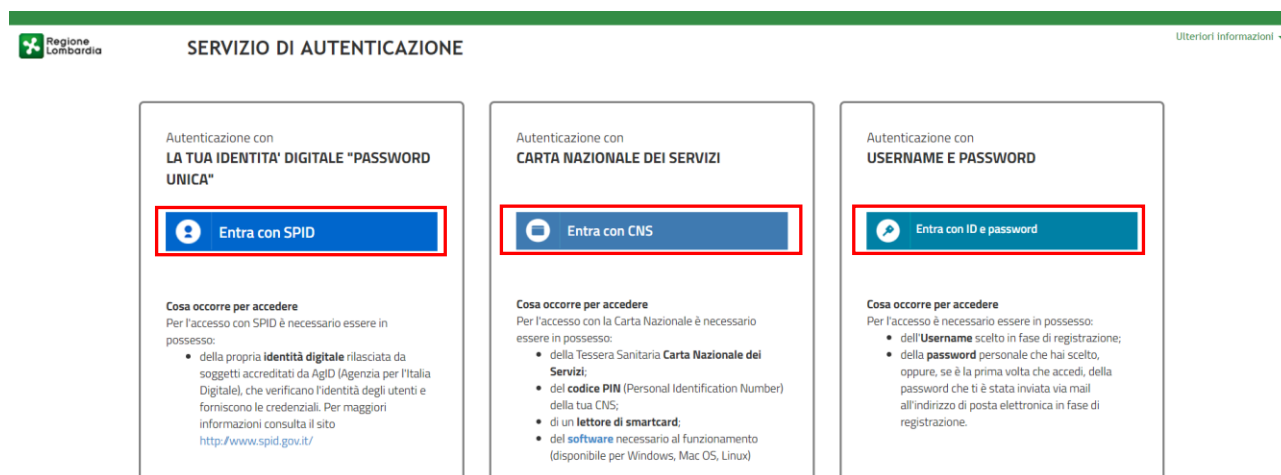 Regione
Lombardia
SERVIZIO DI AUTENTICAZIONE
Ulteriori informazioni
Autenticazione con
LA TUA IDENTITA' DIGITALE "PASSWORD
UNICA"
Entra con SPID
Cosa occorre per accedere
Per l'accesso con SPID è necessario essere in
possesso:
• della propria identità digitale rilasciata da
soggetti accreditati da AgID (Agenzia per l'Italia
Digitale), che verificano l'identità degli utenti e
forniscono le credenziali. Per maggiori
informazioni consulta il sito
http://www.spid.gov.it/
Autenticazione con
CARTA NAZIONALE DEI SERVIZI
Entra con CNS
Cosa occorre per accedere
Per l'accesso con la Carta Nazionale è necessario
essere in possesso:
• della Tessera Sanitaria Carta Nazionale dei
Servizi;
• del codice PIN (Personal Identification Number)
della tua CNS;
• di un lettore di smartcard;
• del software necessario al funzionamento
(disponibile per Windows, Mac OS, Linux)
Autenticazione con
USERNAME E PASSWORD
Entra con ID e password
Cosa occorre per accedere
Per l'accesso è necessario essere in possesso:
• dell'Username scelto in fase di registrazione;
• della password personale che hai scelto,
oppure, se è la prima volta che accedi, della
password che ti è stata inviata via mail
all'indirizzo di posta elettronica in fase di
registrazione.